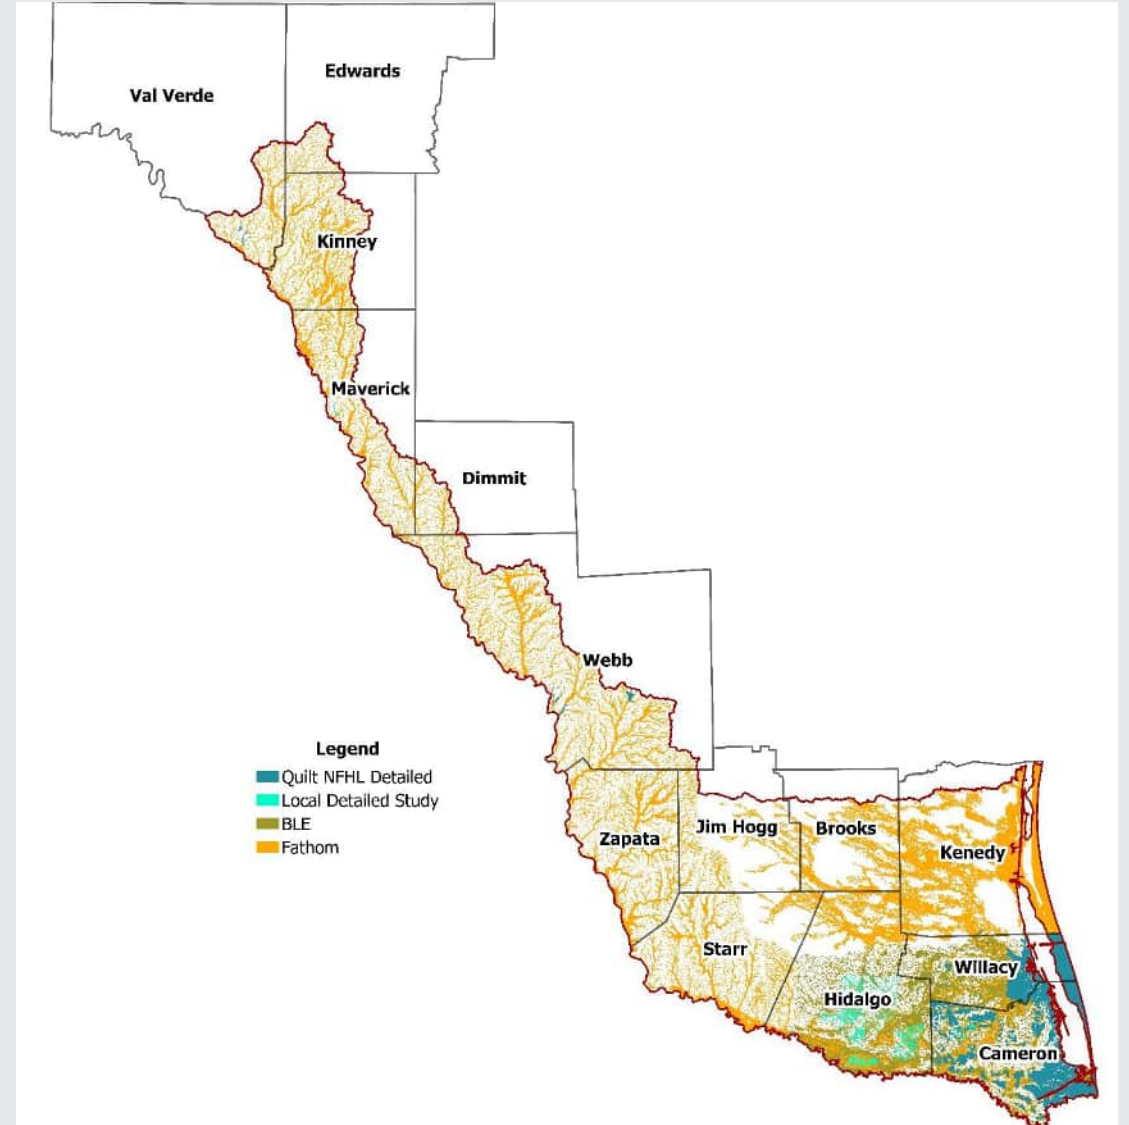 Edwards
Val Verde
Kinney
Maverick
Dimmit
Webb
Legend
Quilt NFHL Detailed
Local Detailed Study
BLE
Fathom
Zapata
Jim Hogg
Brooks
Kenedy
Starr
Willacy
Hidalgo
Cameron